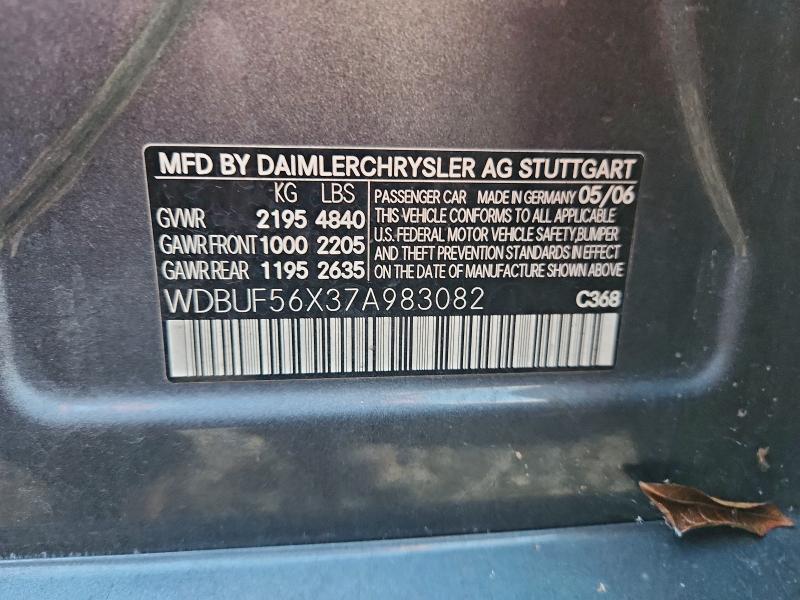 MFD BY DAIMLERCHRYSLER AG STUTTGART
KG LBS
GVWR 2195 4840
GAWR FRONT 1000 2205
GAWR REAR 1195 2635
PASSENGER CAR MADE IN GERMANY 05/06
THIS VEHICLE CONFORMS TO ALL APPLICABLE
U.S. FEDERAL MOTOR VEHICLE SAFETY,BUMPER
AND THEFT PREVENTION STANDARDS IN EFFECT
ON THE DATE OF MANUFACTURE SHOWN ABOVE
WDBUF56X37A983082 C368